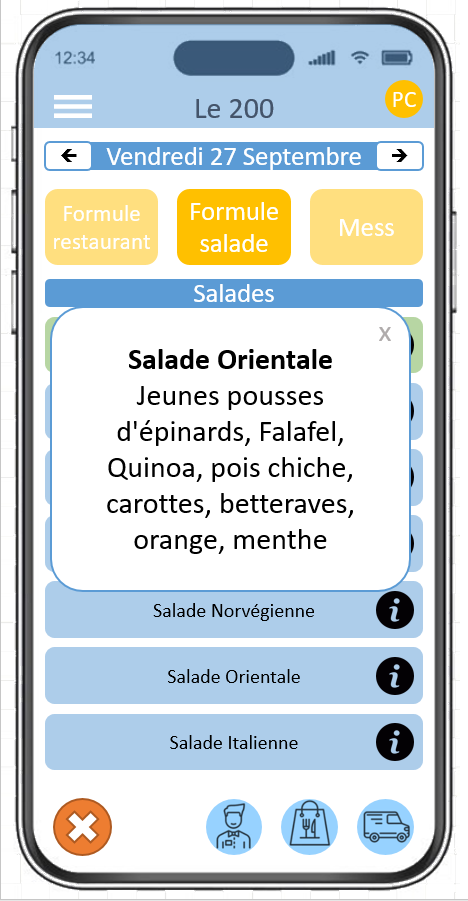 12:34
Le 200
PC
Vendredi 27 Septembre
Formule
restaurant
Formule
salade
Mess
Salades
X
Salade Orientale
Jeunes pousses
d'épinards, Falafel,
Quinoa, pois chiche,
carottes, betteraves,
orange, menthe
Salade Norvégienne
i
Salade Orientale
i
Salade Italienne
i